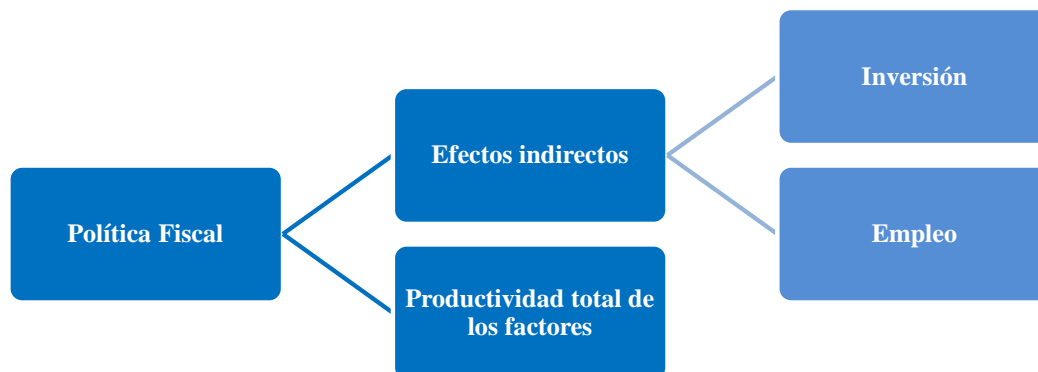 Política Fiscal
Efectos indirectos
Productividad total de
los factores
Inversión
Empleo